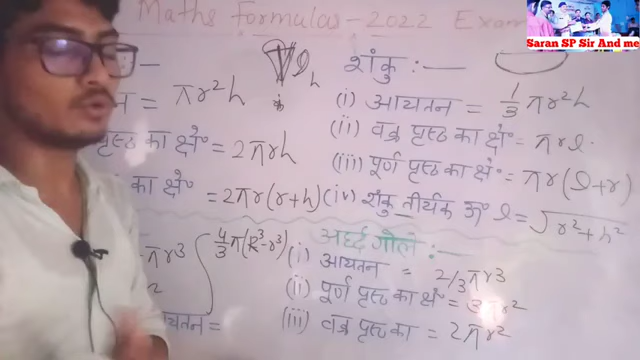 Maths Formulas - 2022 Exam
Saran SP Sir And me
= πr²h
पृष्ठ का क्षे° = 2πrh
का क्षे° = 2πr(r+h)
πr³
4/3 π(R³-r³)
यतन =
h
शंकु :-
(i) आयतन = 1/3 πr²h
(ii) वक्र पृष्ठ का क्षे° = πrl
(iii) पूर्ण पृष्ठ का क्षे° = πr(l+r)
(iv) शंकु तीर्यक ऊ° l = √r²+h²
अर्द्ध गोले :-
(i) आयतन = 2/3 πr³
(ii) पूर्ण पृष्ठ का क्षे° = 3πr²
(iii) वक्र पृष्ठ का = 2πr²